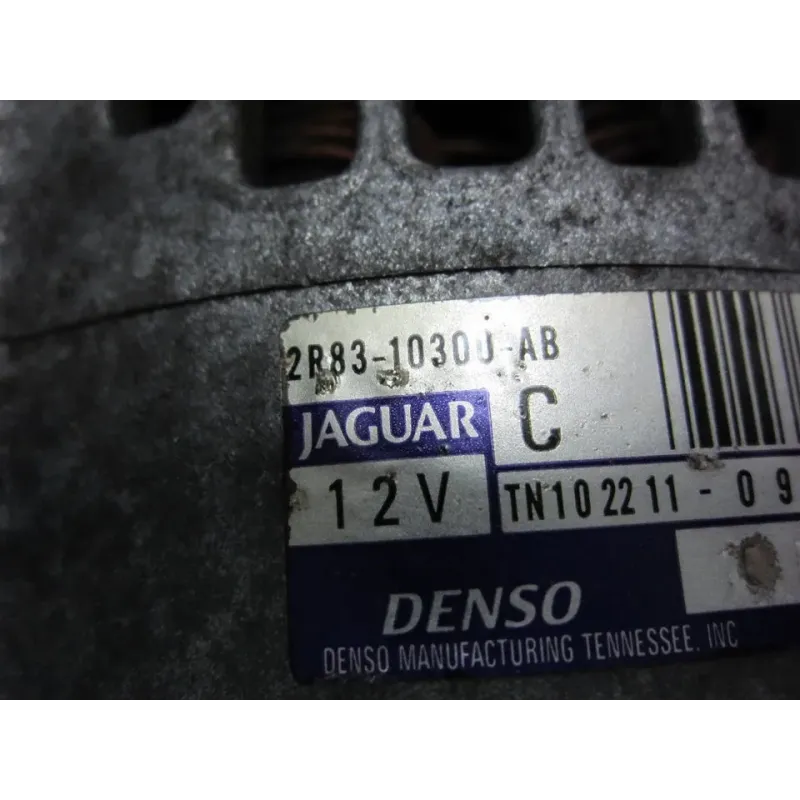 2R83-10300-AB
JAGUAR C
12V TN102211-09
DENSO
DENSO MANUFACTURING TENNESSEE, INC